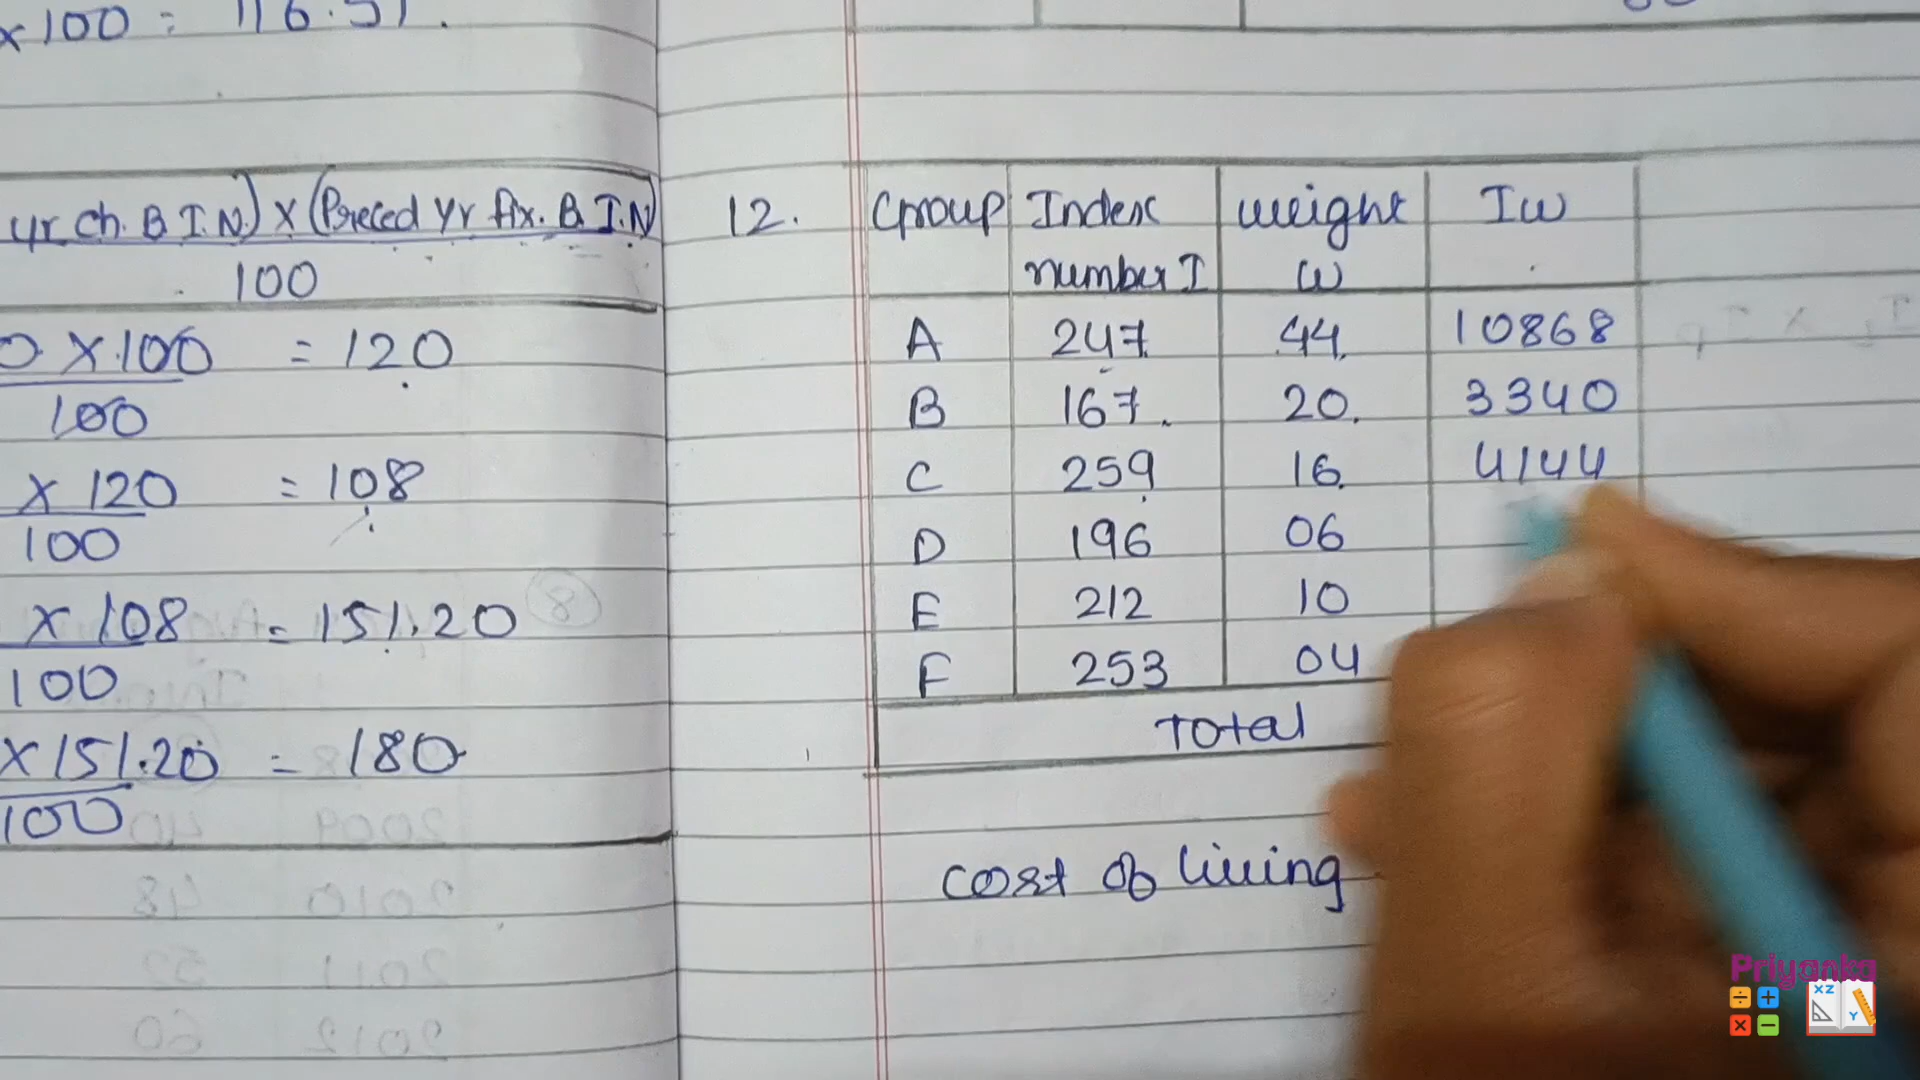 x 100 = 116.51.
yr Ch. B I.N.) X (Preced yr fix. B I.N)
100
0 X 100 = 120
100
X 120 = 108
100
X 108 = 151.20
100
X 151.20 = 180
100
12.
Group Index number I weight w Iw
A 247 44 10868
B 167 20 3340
C 259 16 4144
D 196 06
E 212 10
F 253 04
Total
cost of living
Priyanka